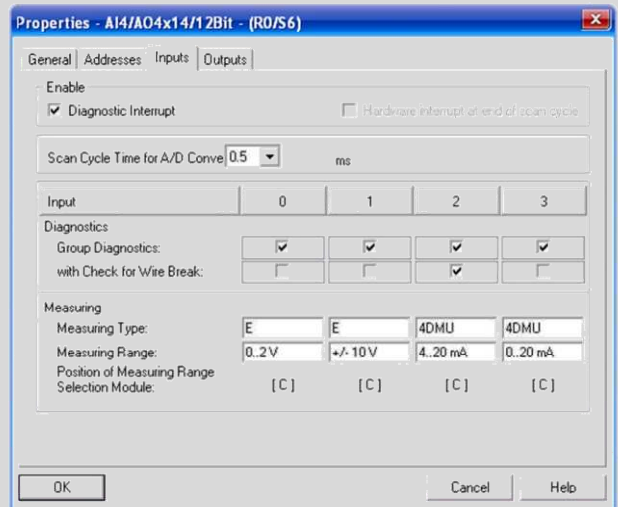 Properties - AI4/AO4x14/12Bit - (R0/S6)
General Addresses Inputs Outputs
Enable
Diagnostic Interrupt Hardware interrupt at end of scan cycle
Scan Cycle Time for A/D Conve 0.5 ms
Input 0 1 2 3
Diagnostics
Group Diagnostics:
with Check for Wire Break:
Measuring
Measuring Type: E E 4DMU 4DMU
Measuring Range: 0..2 V +/- 10 V 4..20 mA 0..20 mA
Position of Measuring Range
Selection Module: [ C ] [ C ] [ C ] [ C ]
OK Cancel Help